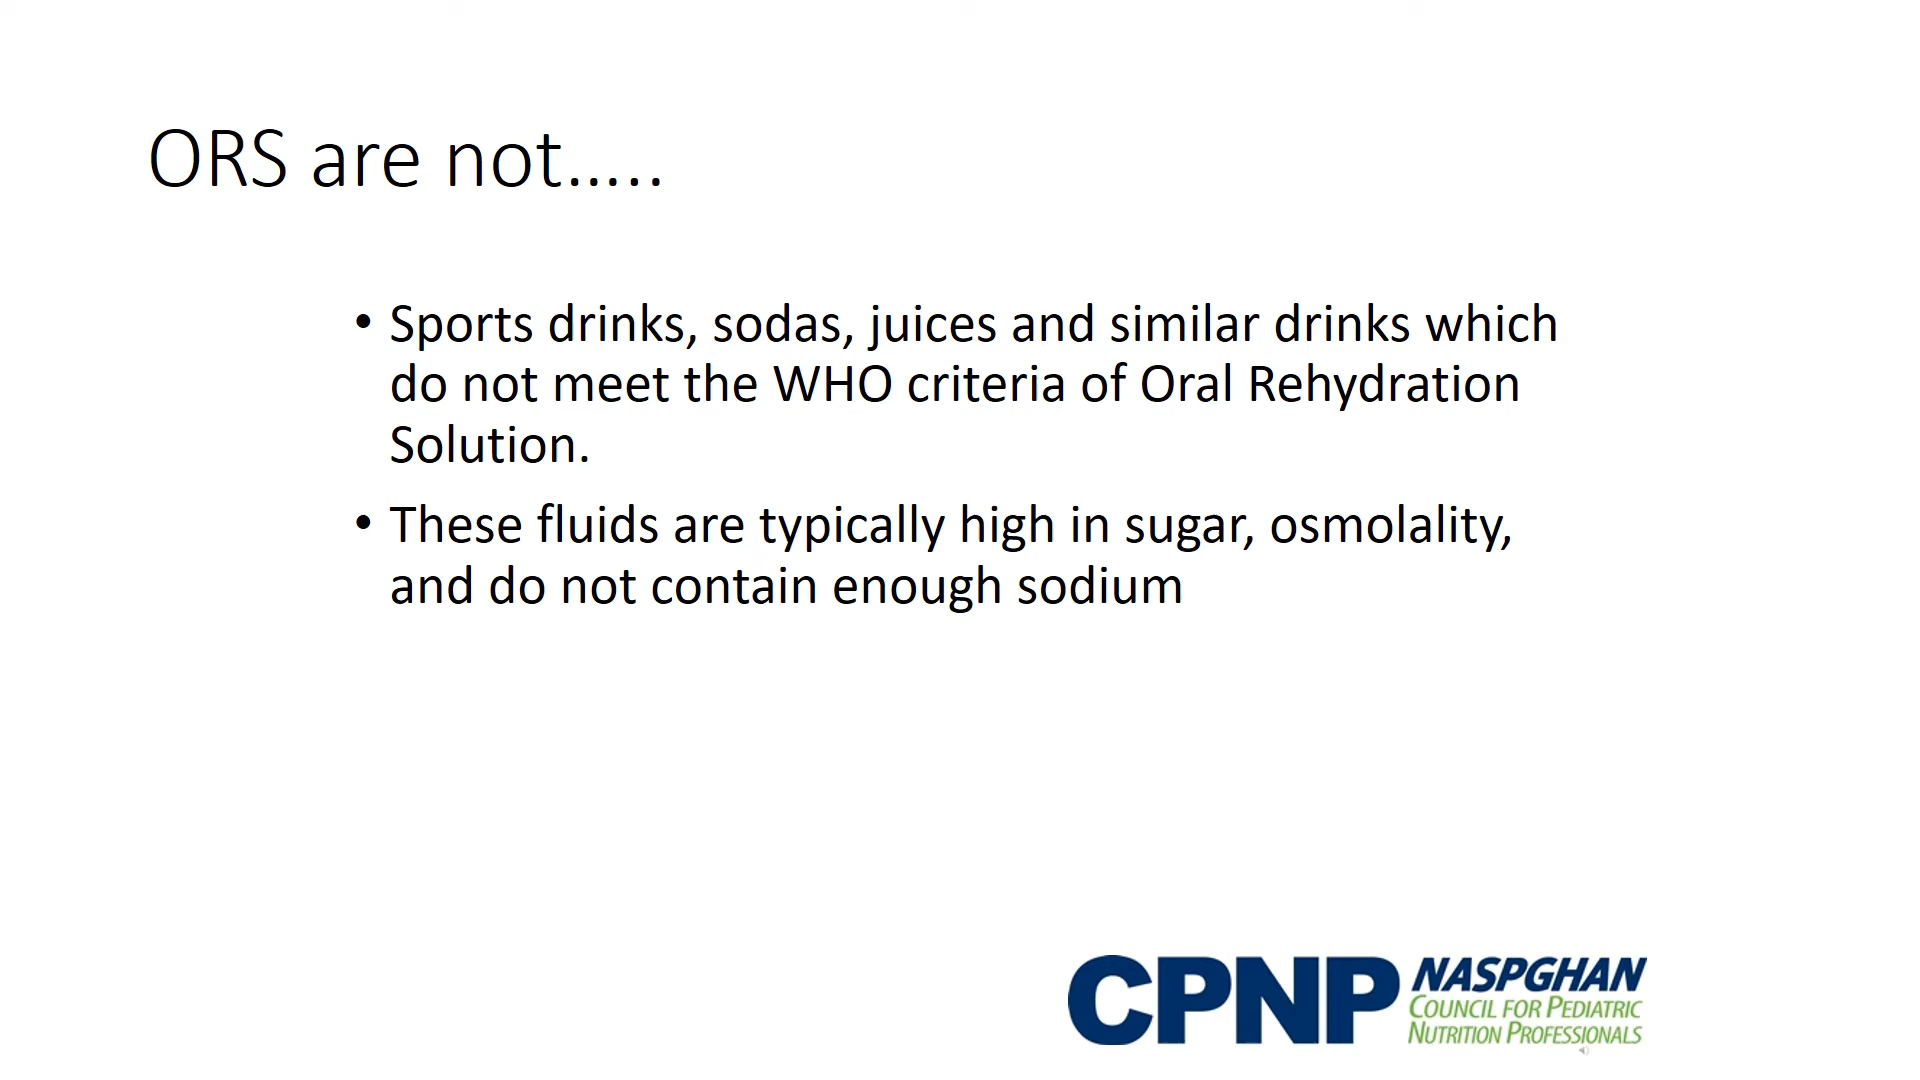 ORS are not.....
• Sports drinks, sodas, juices and similar drinks which
do not meet the WHO criteria of Oral Rehydration
Solution.
• These fluids are typically high in sugar, osmolality,
and do not contain enough sodium
CPNP
NASPGHAN
COUNCIL FOR PEDIATRIC
NUTRITION PROFESSIONALS